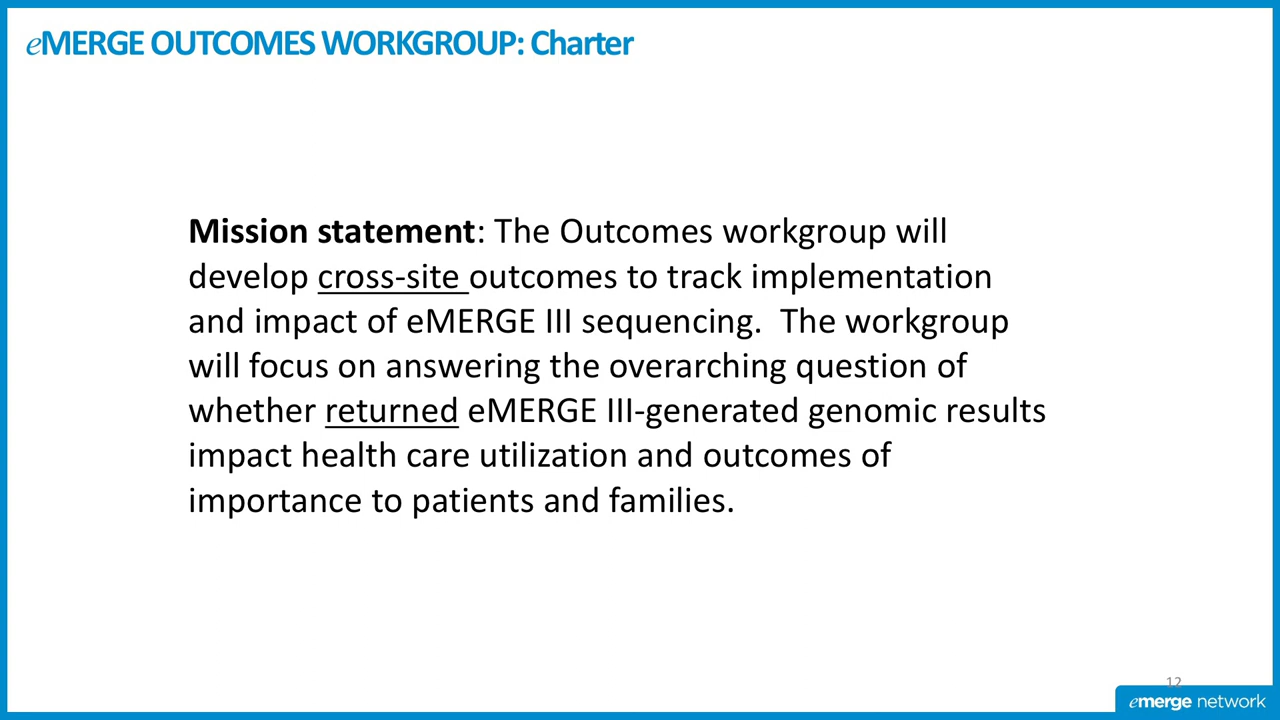 eMERGE OUTCOMES WORKGROUP: Charter
Mission statement: The Outcomes workgroup will
develop cross-site outcomes to track implementation
and impact of eMERGE III sequencing.  The workgroup
will focus on answering the overarching question of
whether returned eMERGE III-generated genomic results
impact health care utilization and outcomes of
importance to patients and families.
12
emerge network